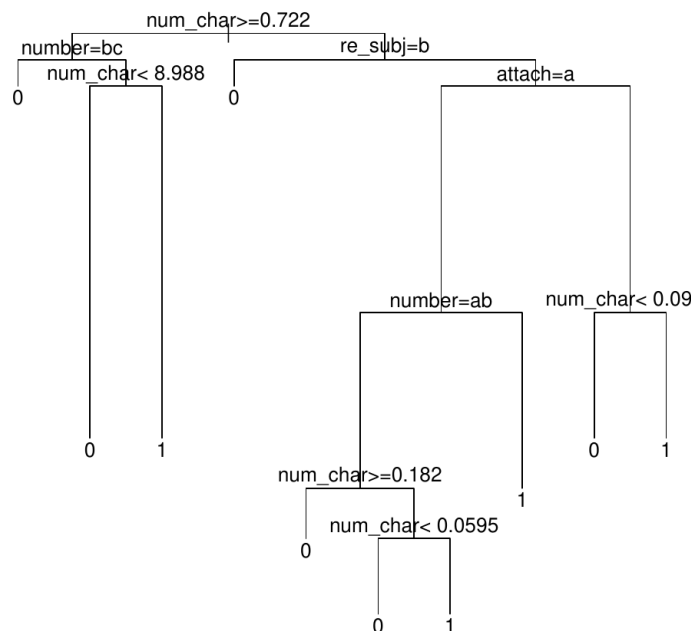 num_char>=0.722
number=bc
re_subj=b
num_char< 8.988
attach=a
0
0
number=ab
num_char< 0.09
0
1
0
1
num_char>=0.182
1
num_char< 0.0595
0
0
1